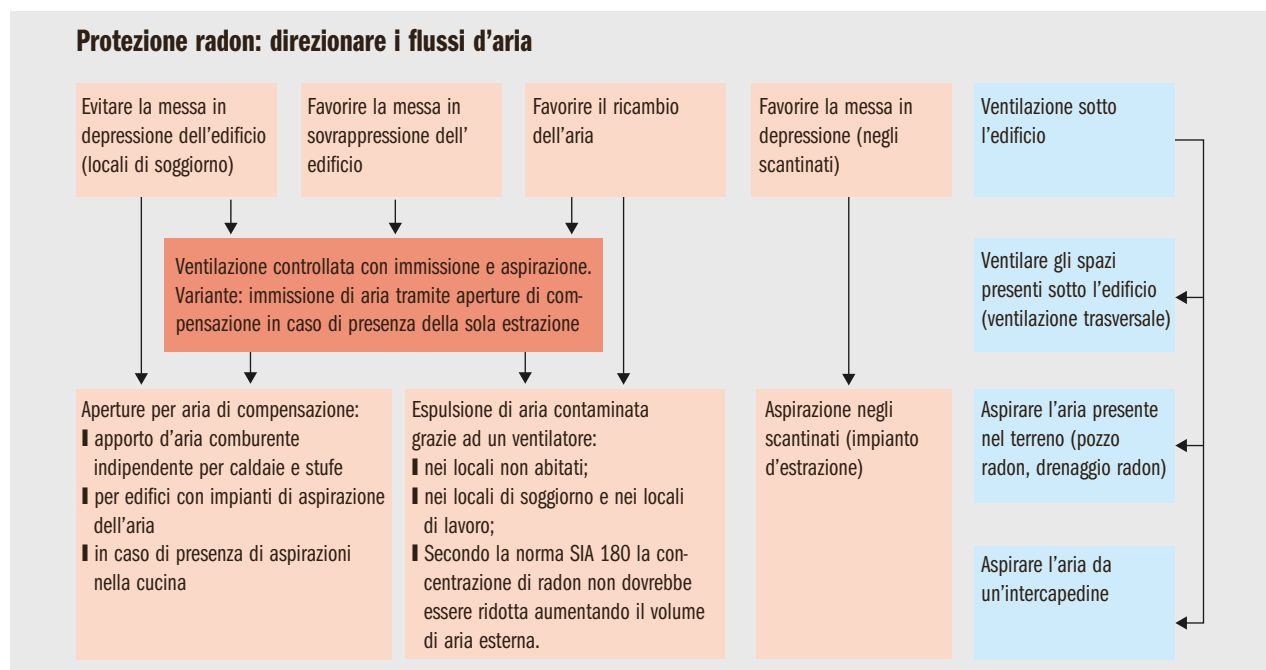 Protezione radon: direzionare i flussi d'aria
Evitare la messa in
depressione dell'edificio
(locali di soggiorno)
Favorire la messa in
sovrappressione dell'
edificio
Favorire il ricambio
dell'aria
Favorire la messa in
depressione (negli
scantinati)
Ventilazione sotto
l'edificio
Ventilazione controllata con immissione e aspirazione.
Variante: immissione di aria tramite aperture di com-
pensazione in caso di presenza della sola estrazione
Ventilare gli spazi
presenti sotto l'edificio
(ventilazione trasversale)
Aperture per aria di compensazione:
❚ apporto d'aria comburente
indipendente per caldaie e stufe
❚ per edifici con impianti di aspirazione
dell'aria
❚ in caso di presenza di aspirazioni
nella cucina
Espulsione di aria contaminata
grazie ad un ventilatore:
❚ nei locali non abitati;
❚ nei locali di soggiorno e nei locali
di lavoro;
❚ Secondo la norma SIA 180 la con-
centrazione di radon non dovrebbe
essere ridotta aumentando il volume
di aria esterna.
Aspirazione negli
scantinati (impianto
d'estrazione)
Aspirare l'aria presente
nel terreno (pozzo
radon, drenaggio radon)
Aspirare l'aria da
un'intercapedine